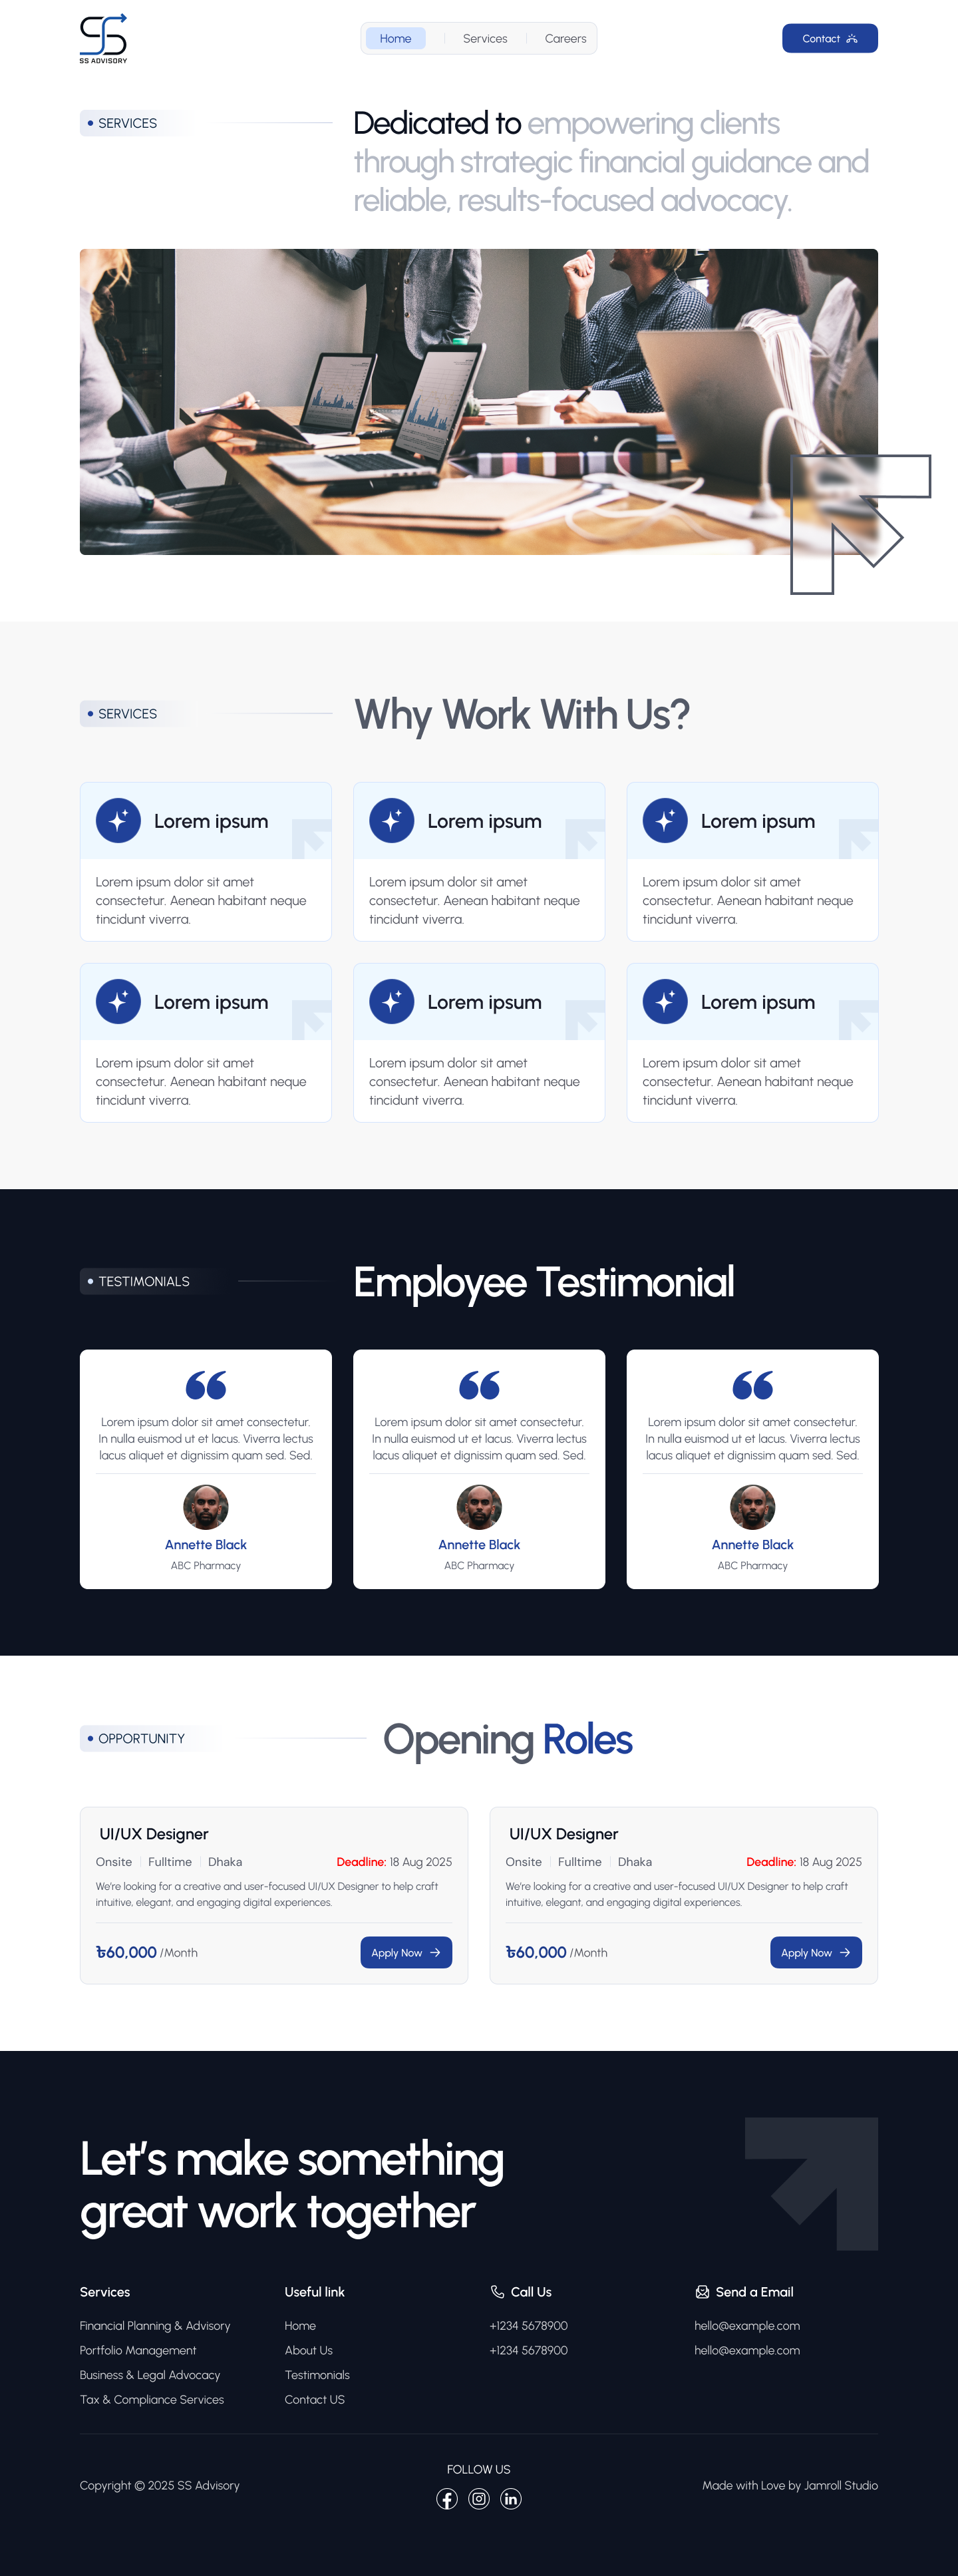 SS ADVISORY
Home
Services
Careers
Contact
SERVICES
Dedicated to empowering clients
through strategic financial guidance and
reliable, results-focused advocacy.
SERVICES
Why Work With Us?
Lorem ipsum
Lorem ipsum dolor sit amet
consectetur. Aenean habitant neque
tincidunt viverra.
Lorem ipsum
Lorem ipsum dolor sit amet
consectetur. Aenean habitant neque
tincidunt viverra.
Lorem ipsum
Lorem ipsum dolor sit amet
consectetur. Aenean habitant neque
tincidunt viverra.
Lorem ipsum
Lorem ipsum dolor sit amet
consectetur. Aenean habitant neque
tincidunt viverra.
Lorem ipsum
Lorem ipsum dolor sit amet
consectetur. Aenean habitant neque
tincidunt viverra.
Lorem ipsum
Lorem ipsum dolor sit amet
consectetur. Aenean habitant neque
tincidunt viverra.
TESTIMONIALS
Employee Testimonial
Lorem ipsum dolor sit amet consectetur.
In nulla euismod ut et lacus. Viverra lectus
lacus aliquet et dignissim quam sed. Sed.
Annette Black
ABC Pharmacy
Lorem ipsum dolor sit amet consectetur.
In nulla euismod ut et lacus. Viverra lectus
lacus aliquet et dignissim quam sed. Sed.
Annette Black
ABC Pharmacy
Lorem ipsum dolor sit amet consectetur.
In nulla euismod ut et lacus. Viverra lectus
lacus aliquet et dignissim quam sed. Sed.
Annette Black
ABC Pharmacy
OPPORTUNITY
Opening Roles
UI/UX Designer
Onsite Fulltime Dhaka Deadline: 18 Aug 2025
We're looking for a creative and user-focused UI/UX Designer to help craft
intuitive, elegant, and engaging digital experiences.
৳60,000 /Month
Apply Now
UI/UX Designer
Onsite Fulltime Dhaka Deadline: 18 Aug 2025
We're looking for a creative and user-focused UI/UX Designer to help craft
intuitive, elegant, and engaging digital experiences.
৳60,000 /Month
Apply Now
Let's make something
great work together
Services
Financial Planning & Advisory
Portfolio Management
Business & Legal Advocacy
Tax & Compliance Services
Useful link
Home
About Us
Testimonials
Contact US
Call Us
+1234 5678900
+1234 5678900
Send a Email
hello@example.com
hello@example.com
Copyright © 2025 SS Advisory
FOLLOW US
Made with Love by Jamroll Studio